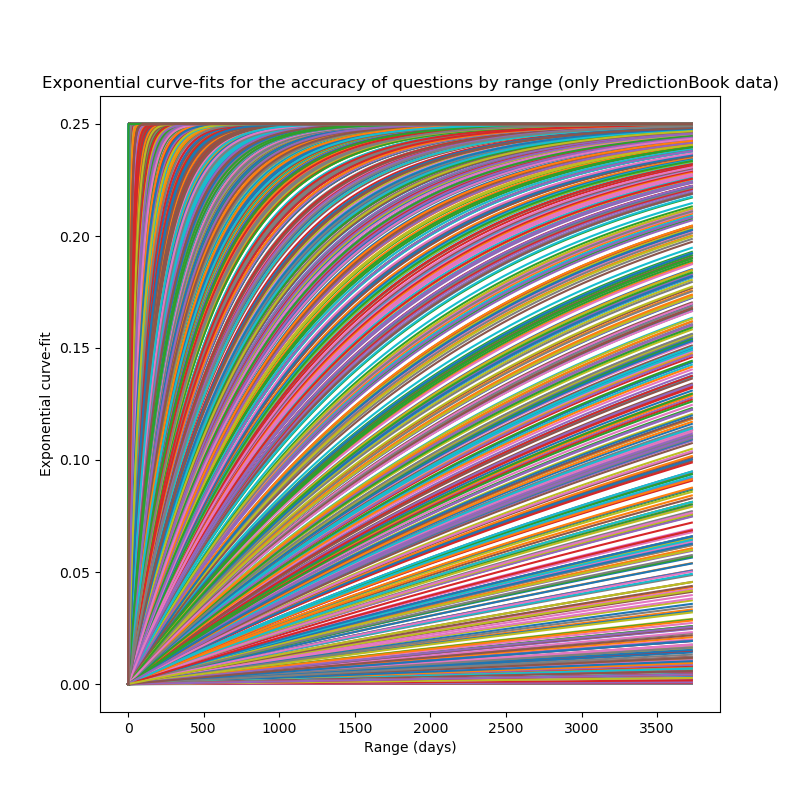 Exponential curve-fits for the accuracy of questions by range (only PredictionBook data)
0.25
0.20
0.15
0.10
0.05
0.00
Exponential curve-fit
0 500 1000 1500 2000 2500 3000 3500
Range (days)